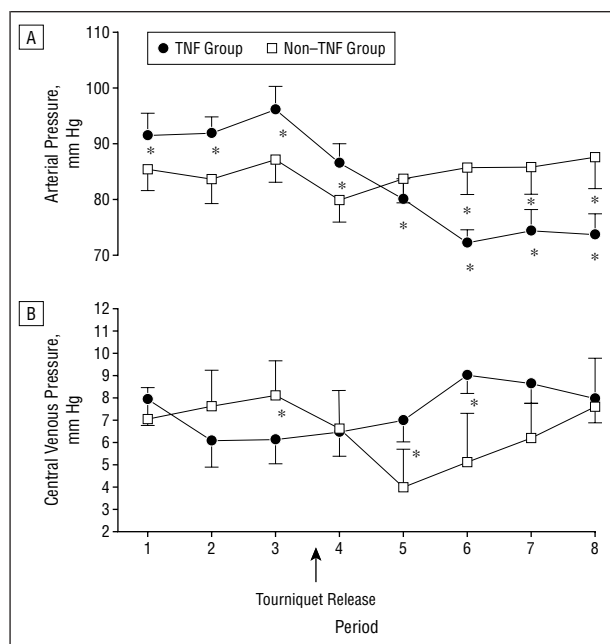 A
TNF Group
Non–TNF Group
Arterial Pressure,
mm Hg
110
100
90
80
70
60
* * * * * * * *
* * *
B
Central Venous Pressure,
mm Hg
12
11
10
9
8
7
6
5
4
3
2
* * *
1 2 3 4 5 6 7 8
Tourniquet Release
Period